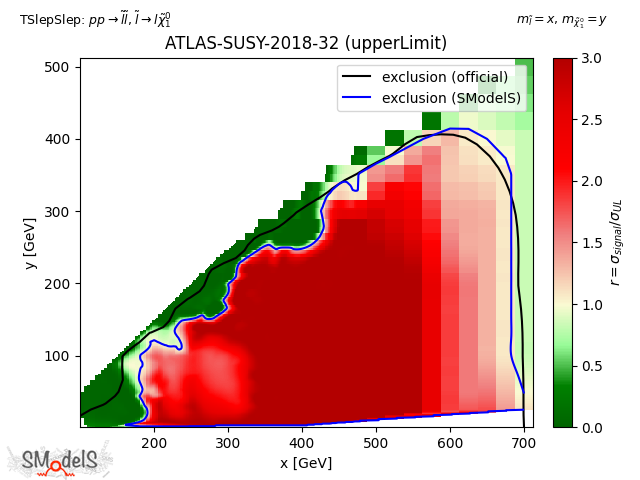 TSlepSlep: pp → l̃l̃, l̃ → lχ̃₁⁰
m_l̃ = x, m_χ̃₁⁰ = y
ATLAS-SUSY-2018-32 (upperLimit)
exclusion (official)
exclusion (SModelS)
y [GeV]
500
400
300
200
100
200
300
400
500
600
700
x [GeV]
3.0
2.5
2.0
1.5
1.0
0.5
0.0
r = σ_signal/σ_UL
SModelS